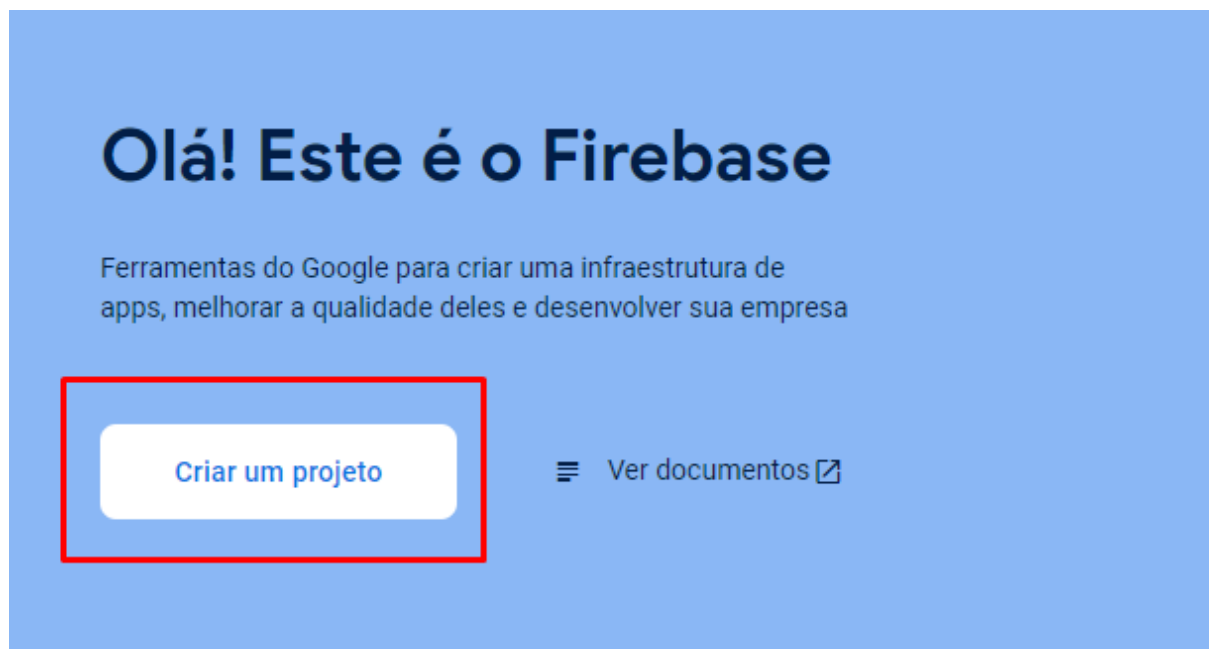 Olá! Este é o Firebase
Ferramentas do Google para criar uma infraestrutura de
apps, melhorar a qualidade deles e desenvolver sua empresa
Criar um projeto
Ver documentos